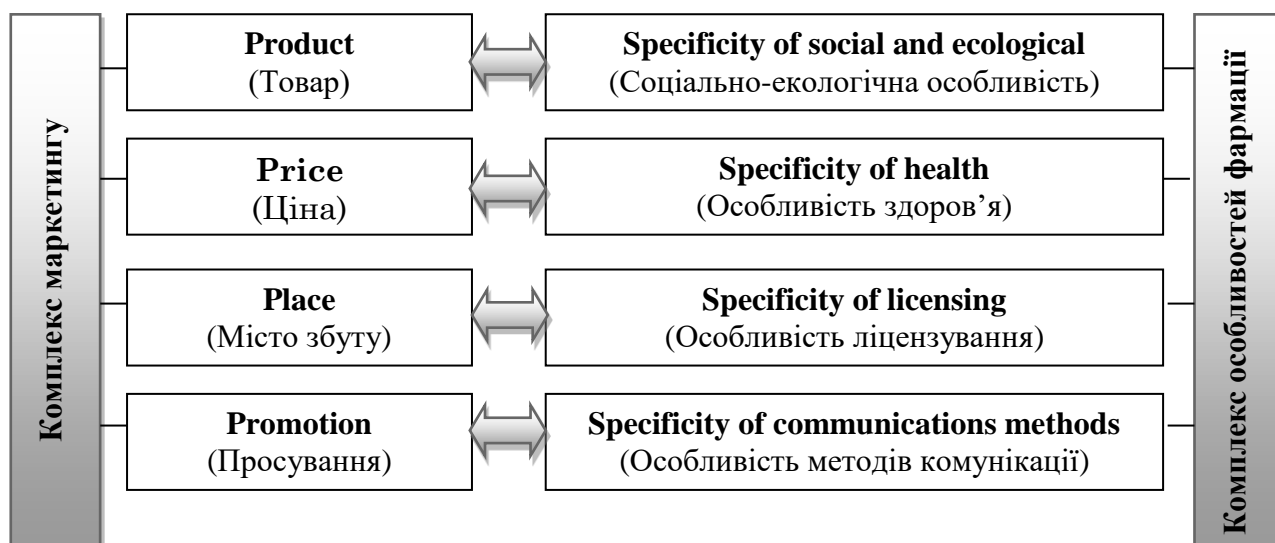 Комплекс маркетингу
Product
(Товар)
Specificity of social and ecological
(Соціально-екологічна особливість)
Price
(Ціна)
Specificity of health
(Особливість здоров’я)
Place
(Місто збуту)
Specificity of licensing
(Особливість ліцензування)
Promotion
(Просування)
Specificity of communications methods
(Особливість методів комунікації)
Комплекс особливостей фармації